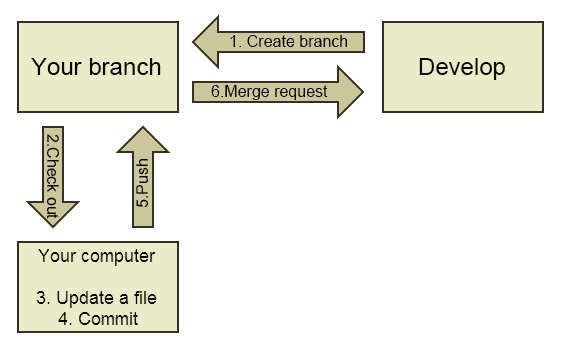 Your branch
1. Create branch
Develop
6.Merge request
2.Check out
5.Push
Your computer
3. Update a file
4. Commit